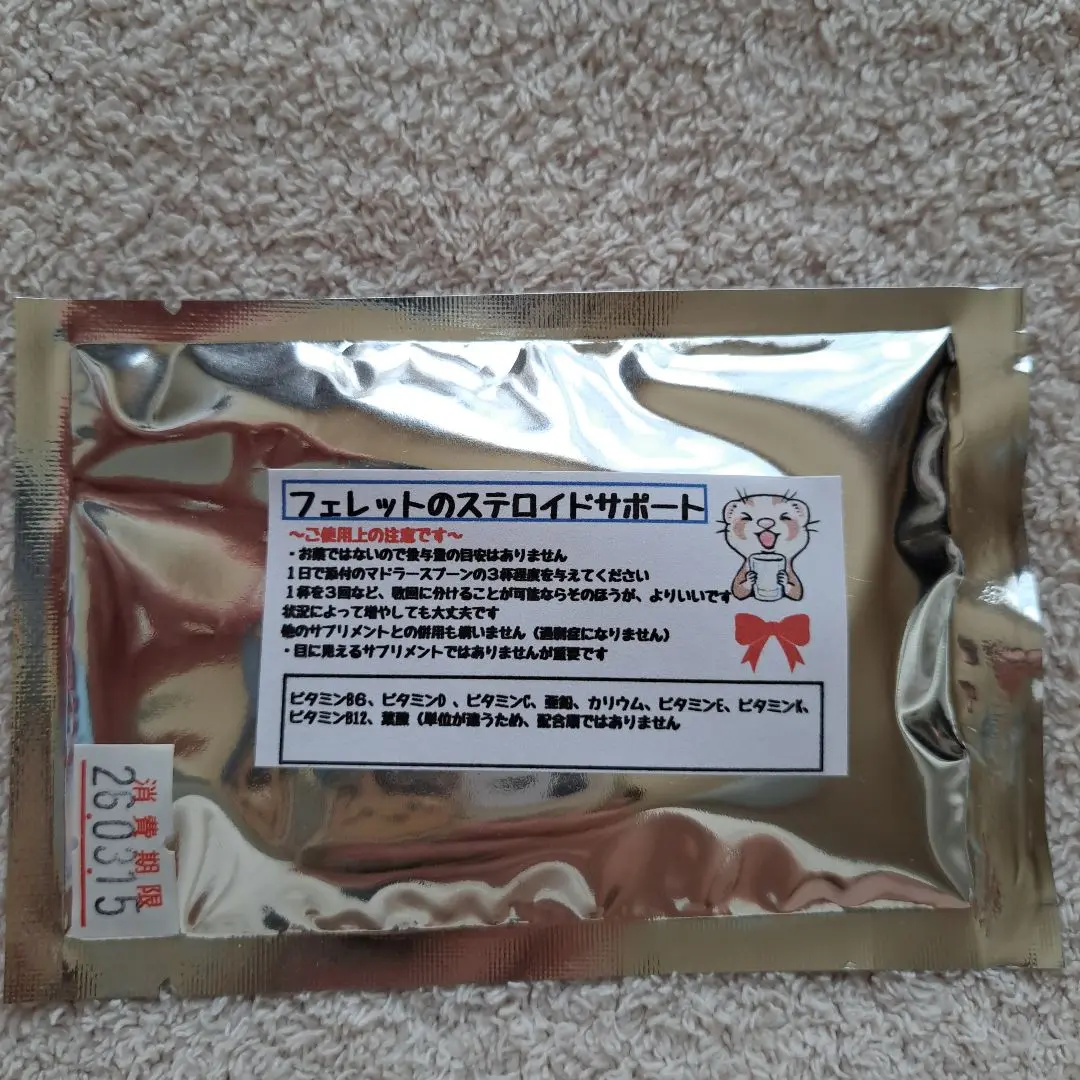 フェレットのステロイドサポート
～ご使用上の注意です～
・お薬ではないので投与量の目安はありません
１日で添付のマドラースプーンの３杯程度を与えてください
１杯を３回など、数回に分けることが可能ならそのほうが、よりいいです
状況によって増やしても大丈夫です
他のサプリメントとの併用も構いません（過剰症になりません）
・目に見えるサプリメントではありませんが重要です
ビタミンB6、ビタミンD 、ビタミンC、亜鉛、カリウム、ビタミンE、ビタミンK、
ビタミンB12、葉酸（単位が違うため、配合順ではありません
消費期限
26.03.15